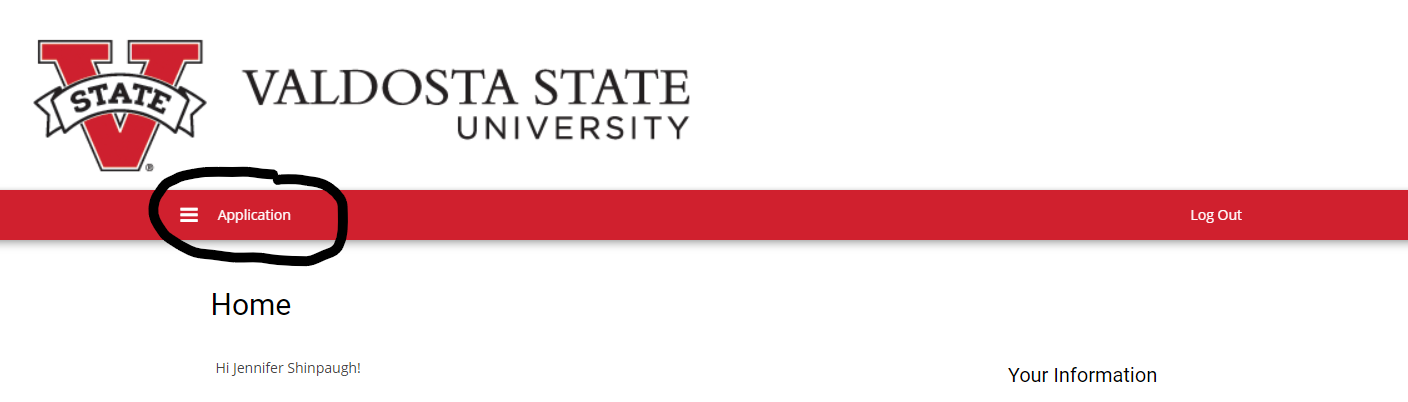 STATE
VALDOSTA STATE
UNIVERSITY
®
Application
Log Out
Home
Hi Jennifer Shinpaugh!
Your Information